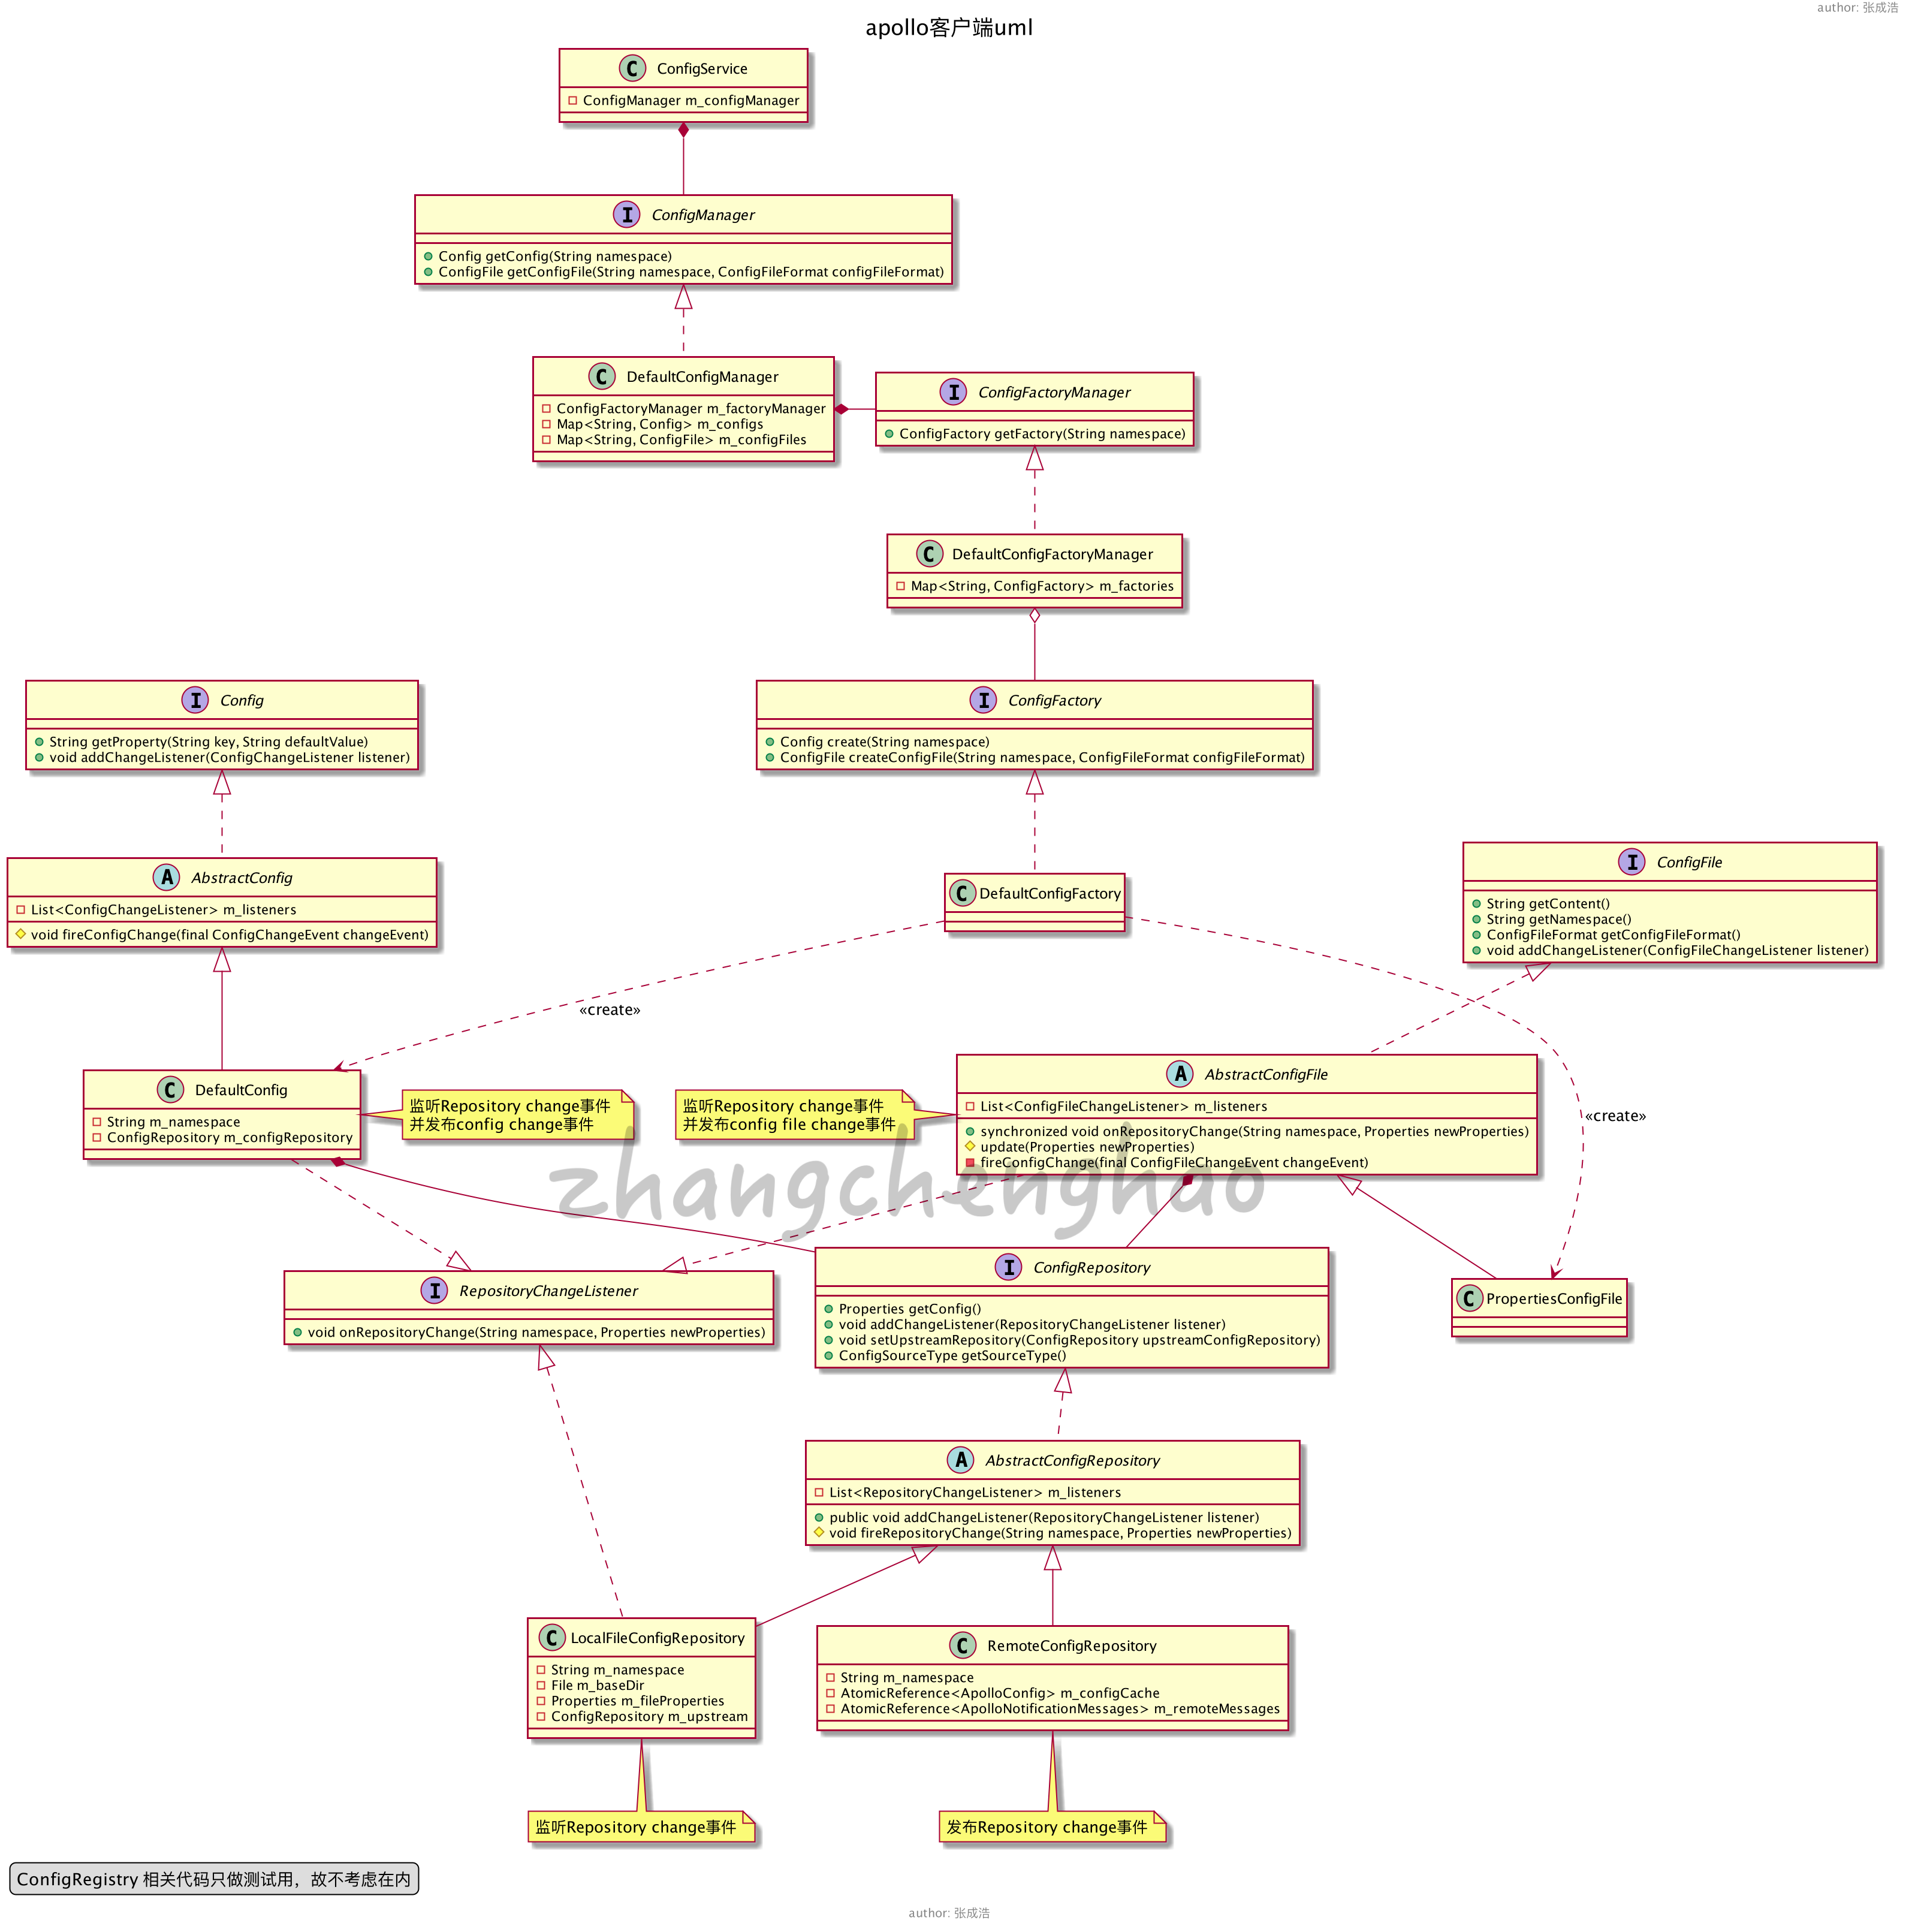 author: 张成浩
apollo客户端uml
C ConfigService
ConfigManager m_configManager
I ConfigManager
Config getConfig(String namespace)
ConfigFile getConfigFile(String namespace, ConfigFileFormat configFileFormat)
C DefaultConfigManager
ConfigFactoryManager m_factoryManager
Map<String, Config> m_configs
Map<String, ConfigFile> m_configFiles
I ConfigFactoryManager
ConfigFactory getFactory(String namespace)
C DefaultConfigFactoryManager
Map<String, ConfigFactory> m_factories
I Config
String getProperty(String key, String defaultValue)
void addChangeListener(ConfigChangeListener listener)
I ConfigFactory
Config create(String namespace)
ConfigFile createConfigFile(String namespace, ConfigFileFormat configFileFormat)
A AbstractConfig
List<ConfigChangeListener> m_listeners
void fireConfigChange(final ConfigChangeEvent changeEvent)
C DefaultConfigFactory
I ConfigFile
String getContent()
String getNamespace()
ConfigFileFormat getConfigFileFormat()
void addChangeListener(ConfigFileChangeListener listener)
«create»
C DefaultConfig
String m_namespace
ConfigRepository m_configRepository
监听Repository change事件
并发布config change事件
监听Repository change事件
并发布config file change事件
A AbstractConfigFile
List<ConfigFileChangeListener> m_listeners
synchronized void onRepositoryChange(String namespace, Properties newProperties)
update(Properties newProperties)
fireConfigChange(final ConfigFileChangeEvent changeEvent)
«create»
zhangchenghao
I RepositoryChangeListener
void onRepositoryChange(String namespace, Properties newProperties)
I ConfigRepository
Properties getConfig()
void addChangeListener(RepositoryChangeListener listener)
void setUpstreamRepository(ConfigRepository upstreamConfigRepository)
ConfigSourceType getSourceType()
C PropertiesConfigFile
A AbstractConfigRepository
List<RepositoryChangeListener> m_listeners
public void addChangeListener(RepositoryChangeListener listener)
void fireRepositoryChange(String namespace, Properties newProperties)
C LocalFileConfigRepository
String m_namespace
File m_baseDir
Properties m_fileProperties
ConfigRepository m_upstream
C RemoteConfigRepository
String m_namespace
AtomicReference<ApolloConfig> m_configCache
AtomicReference<ApolloNotificationMessages> m_remoteMessages
监听Repository change事件
发布Repository change事件
ConfigRegistry 相关代码只做测试用，故不考虑在内
author: 张成浩